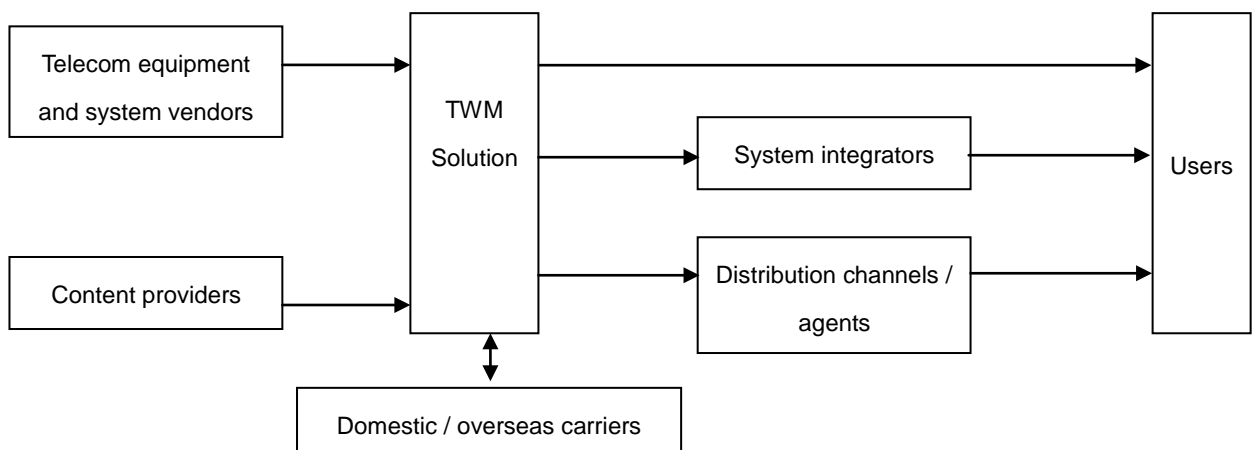 Telecom equipment
and system vendors
TWM
Solution
System integrators
Users
Content providers
Distribution channels /
agents
Domestic / overseas carriers